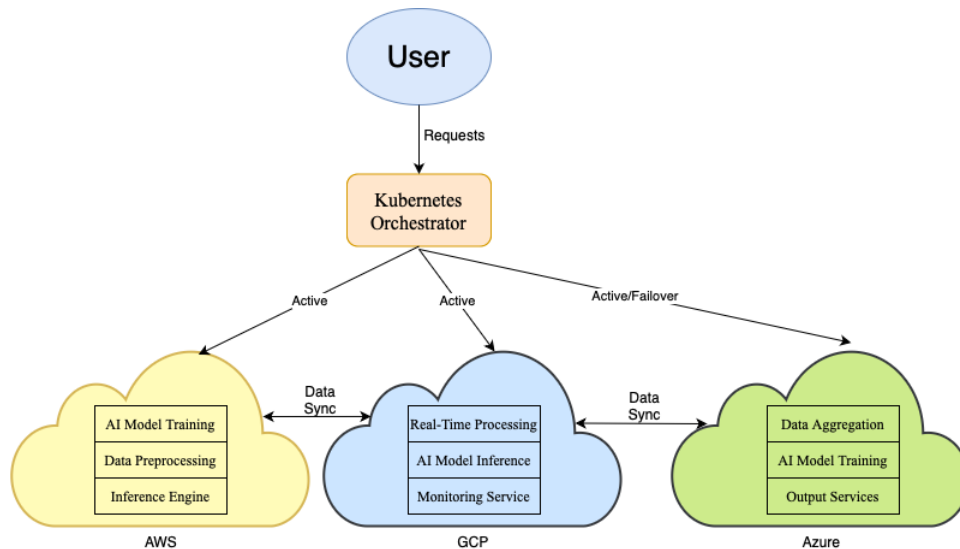 User
Requests
Kubernetes
Orchestrator
Active
Active
Active/Failover
Data
Sync
Data
Sync
AI Model Training
Data Preprocessing
Inference Engine
Real-Time Processing
AI Model Inference
Monitoring Service
Data Aggregation
AI Model Training
Output Services
AWS
GCP
Azure